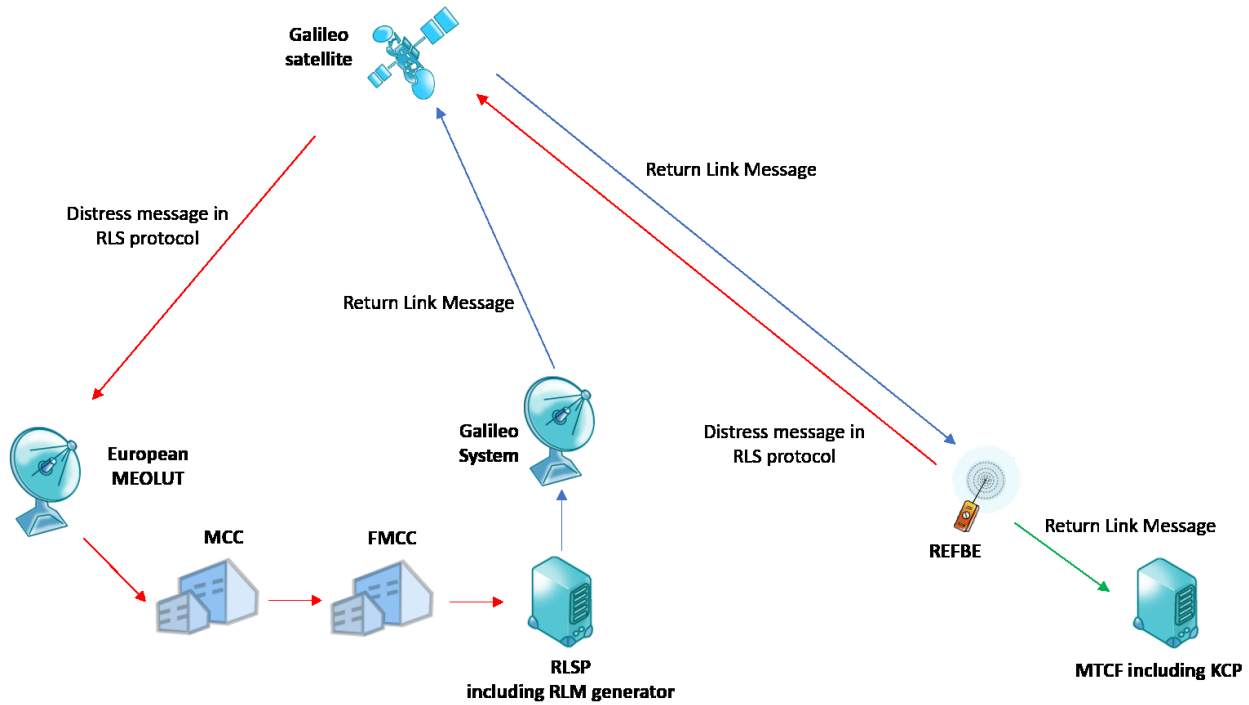 Galileo
satellite
Return Link Message
Distress message in
RLS protocol
Return Link Message
European
MEOLUT
Galileo
System
Distress message in
RLS protocol
MCC
FMCC
REFBE
Return Link Message
RLSP
including RLM generator
MTCF including KCP